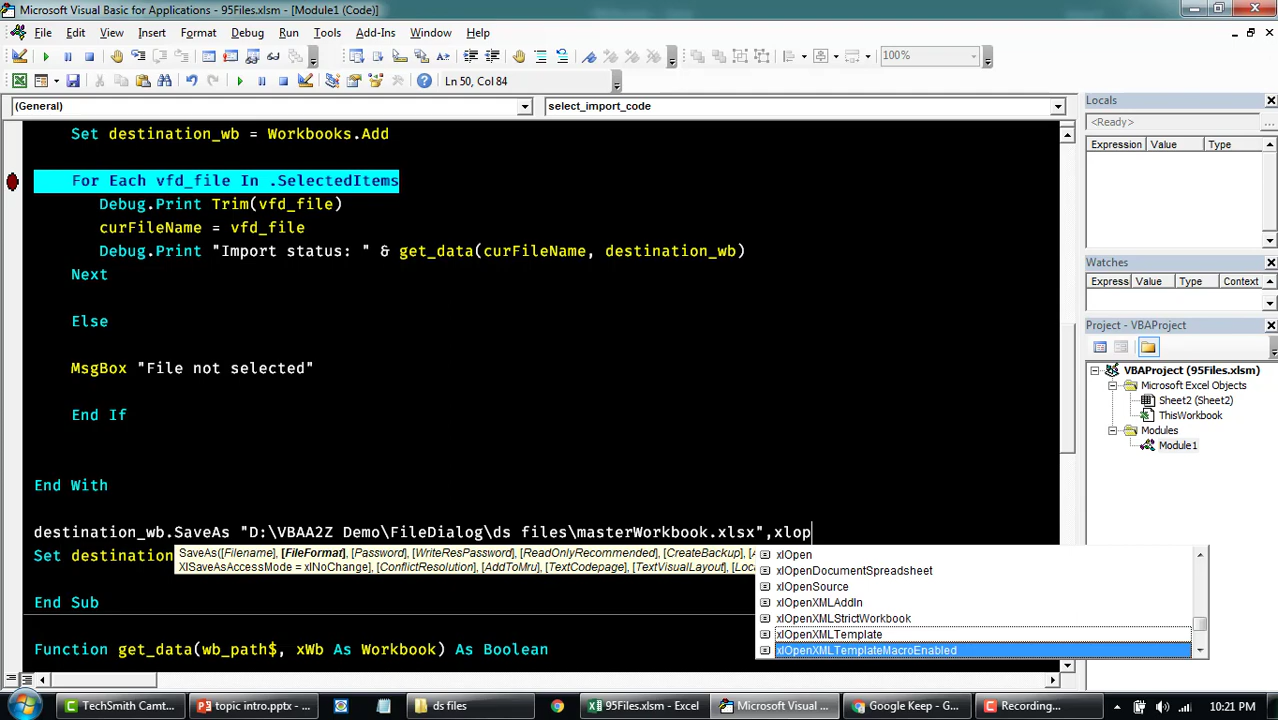 Microsoft Visual Basic for Applications - 95Files.xlsm - [Module1 (Code)]
File Edit View Insert Format Debug Run Tools Add-Ins Window Help
100%
Ln 50, Col 84
(General) select_import_code
Set destination_wb = Workbooks.Add
For Each vfd_file In .SelectedItems
Debug.Print Trim(vfd_file)
curFileName = vfd_file
Debug.Print "Import status: " & get_data(curFileName, destination_wb)
Next
Else
MsgBox "File not selected"
End If
End With
destination_wb.SaveAs "D:\VBAA2Z Demo\FileDialog\ds files\masterWorkbook.xlsx",xlop
Set destination
SaveAs([Filename], [FileFormat], [Password], [WriteResPassword], [ReadOnlyRecommended], [CreateBackup], [A
XlSaveAsAccessMode = xlNoChange], [ConflictResolution], [AddToMru], [TextCodepage], [TextVisualLayout], [Loc
xlOpen
xlOpenDocumentSpreadsheet
xlOpenSource
xlOpenXMLAddIn
xlOpenXMLStrictWorkbook
xlOpenXMLTemplate
xlOpenXMLTemplateMacroEnabled
End Sub
Function get_data(wb_path$, xWb As Workbook) As Boolean
Locals
<Ready>
...
Expression Value Type
Watches
Express Value Type Context
Project - VBAProject
VBAProject (95Files.xlsm)
Microsoft Excel Objects
Sheet2 (Sheet2)
ThisWorkbook
Modules
Module1
TechSmith Camt...
topic intro.pptx - ...
ds files
95Files.xlsm - Excel
Microsoft Visual ...
Google Keep - G...
Recording...
10:21 PM